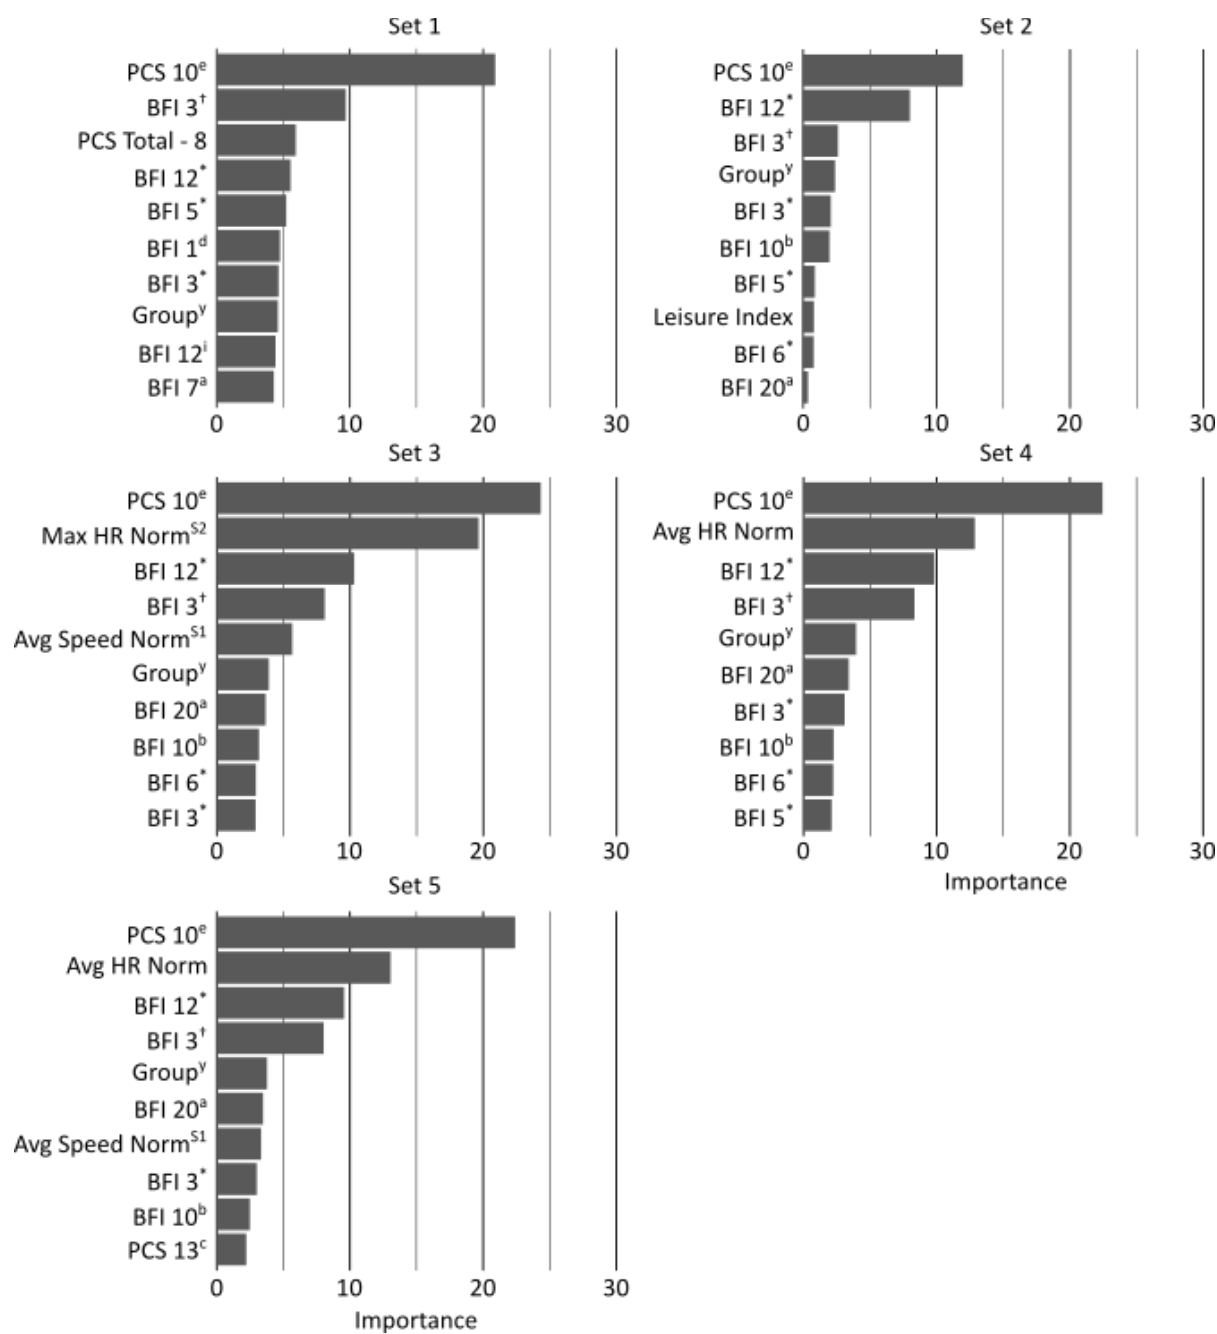 Set 1
PCS 10ᵉ
BFI 3†
PCS Total - 8
BFI 12*
BFI 5*
BFI 1ᵈ
BFI 3*
Groupʸ
BFI 12ⁱ
BFI 7ᵃ
0 10 20 30
Set 2
PCS 10ᵉ
BFI 12*
BFI 3†
Groupʸ
BFI 3*
BFI 10ᵇ
BFI 5*
Leisure Index
BFI 6*
BFI 20ᵃ
0 10 20 30
Set 3
PCS 10ᵉ
Max HR Normˢ²
BFI 12*
BFI 3†
Avg Speed Normˢ¹
Groupʸ
BFI 20ᵃ
BFI 10ᵇ
BFI 6*
BFI 3*
0 10 20 30
Set 4
PCS 10ᵉ
Avg HR Norm
BFI 12*
BFI 3†
Groupʸ
BFI 20ᵃ
BFI 3*
BFI 10ᵇ
BFI 6*
BFI 5*
0 10 20 30
Importance
Set 5
PCS 10ᵉ
Avg HR Norm
BFI 12*
BFI 3†
Groupʸ
BFI 20ᵃ
Avg Speed Normˢ¹
BFI 3*
BFI 10ᵇ
PCS 13ᶜ
0 10 20 30
Importance